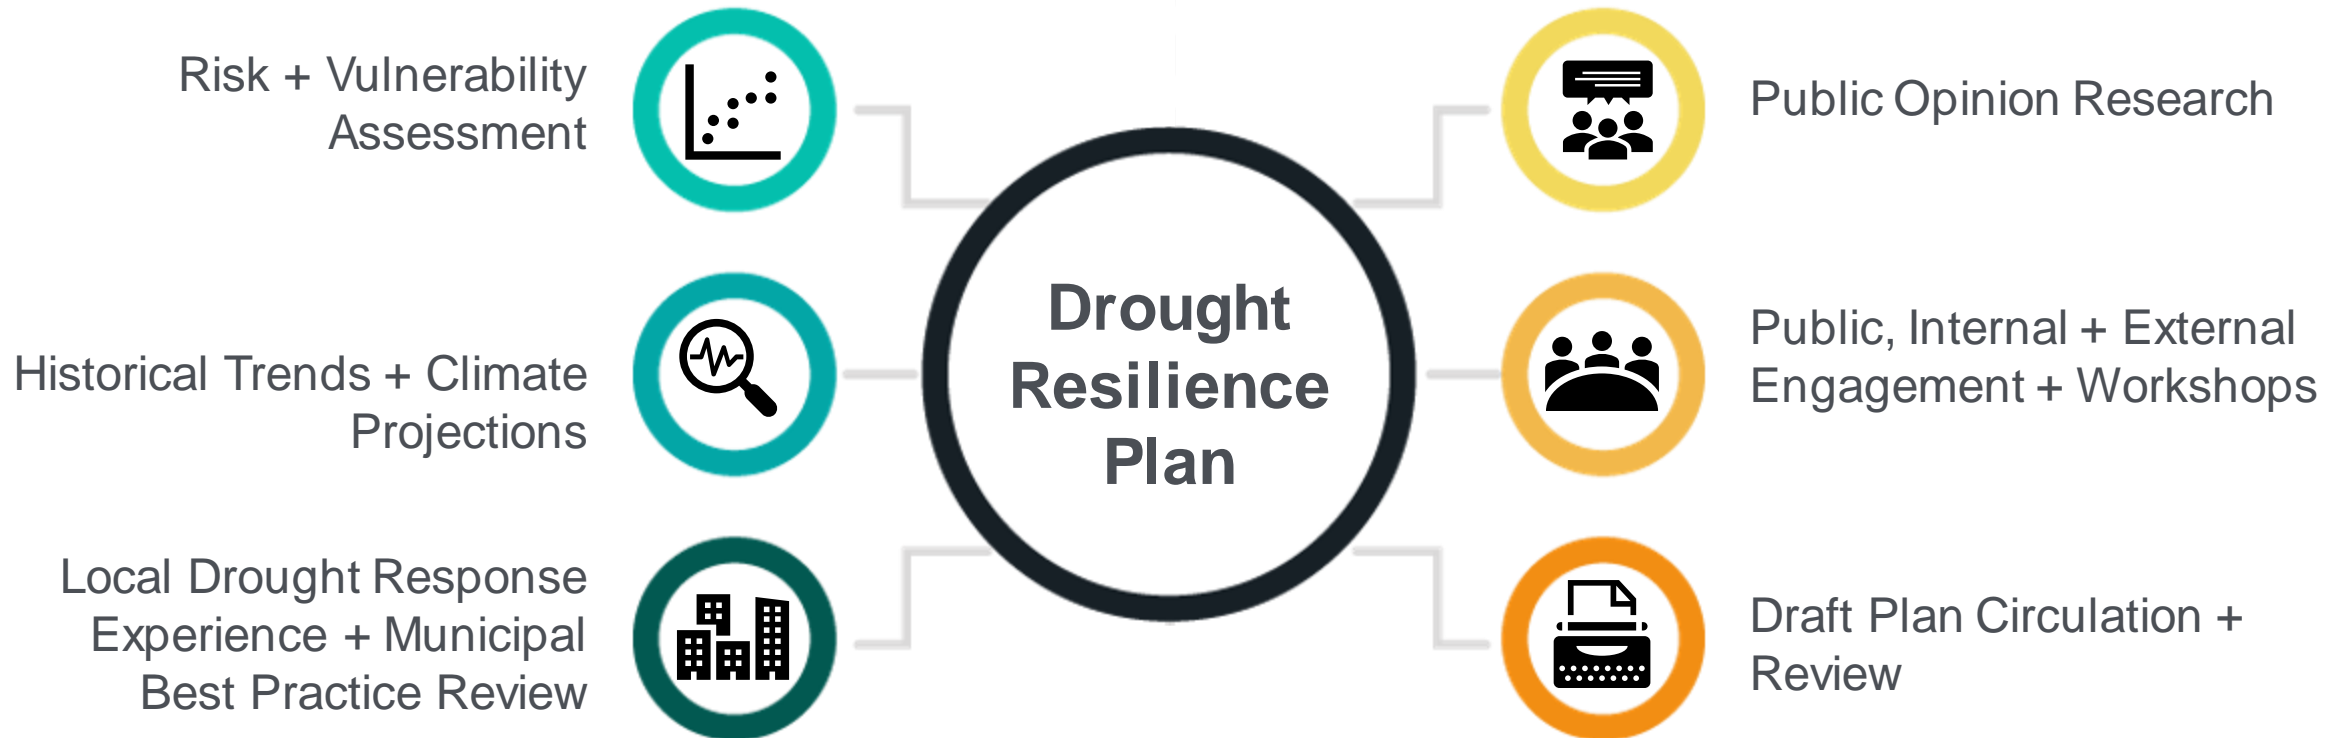 Risk + Vulnerability
Assessment
Historical Trends + Climate
Projections
Local Drought Response
Experience + Municipal
Best Practice Review
Drought
Resilience
Plan
Public Opinion Research
Public, Internal + External
Engagement + Workshops
Draft Plan Circulation +
Review